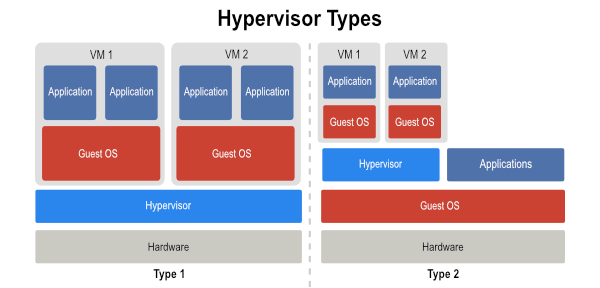 Hypervisor Types
VM 1
VM 2
Application
Application
Application
Application
Guest OS
Guest OS
Hypervisor
Hardware
Type 1
VM 1
VM 2
Application
Application
Guest OS
Guest OS
Hypervisor
Applications
Guest OS
Hardware
Type 2